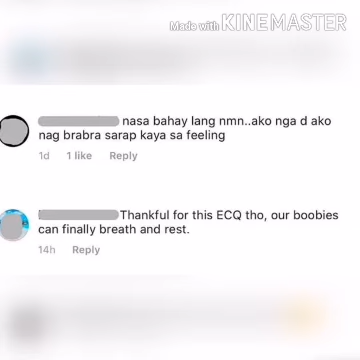 Made with KINEMASTER
nasa bahay lang nmn..ako nga d ako
nag brabra sarap kaya sa feeling
1d 1 like Reply
Thankful for this ECQ tho, our boobies
can finally breath and rest.
14h Reply